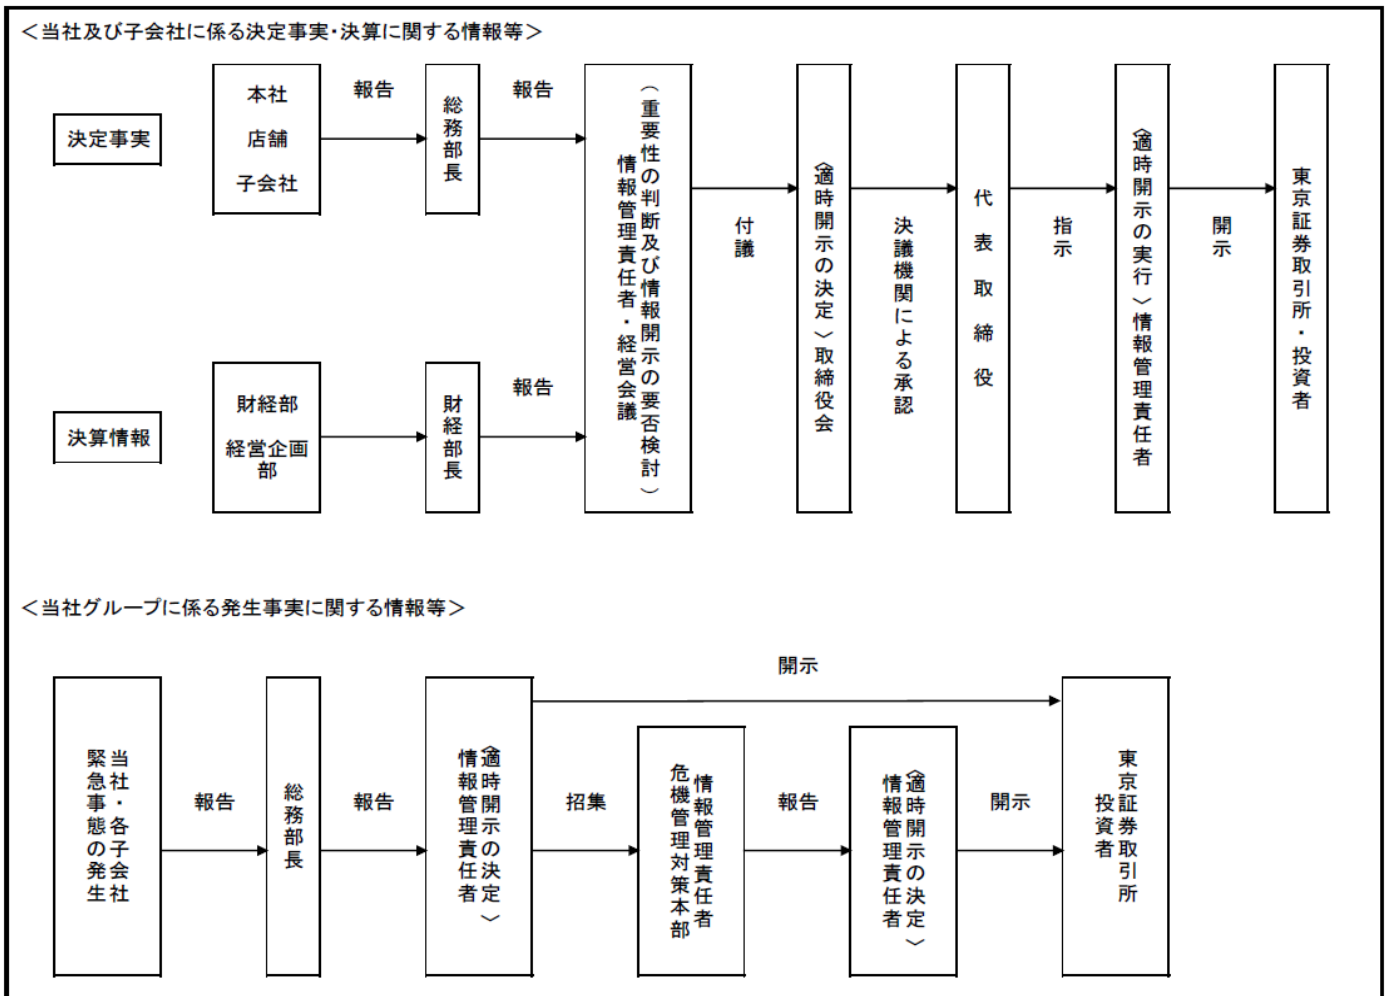 ＜当社及び子会社に係る決定事実・決算に関する情報等＞
決定事実
本社
店舗
子会社
報告
総務部長
報告
決算情報
財経部
経営企画
部
財経部長
報告
（重要性の判断及び情報開示の要否検討）
情報管理責任者・経営会議
付議
〈適時開示の決定〉取締役会
決議機関による承認
代表取締役
指示
〈適時開示の実行〉情報管理責任者
開示
東京証券取引所・投資者
＜当社グループに係る発生事実に関する情報等＞
当社・各子会社
緊急事態の発生
報告
総務部長
報告
〈適時開示の決定〉
情報管理責任者
開示
招集
情報管理責任者
危機管理対策本部
報告
〈適時開示の決定〉
情報管理責任者
開示
東京証券取引所
投資者